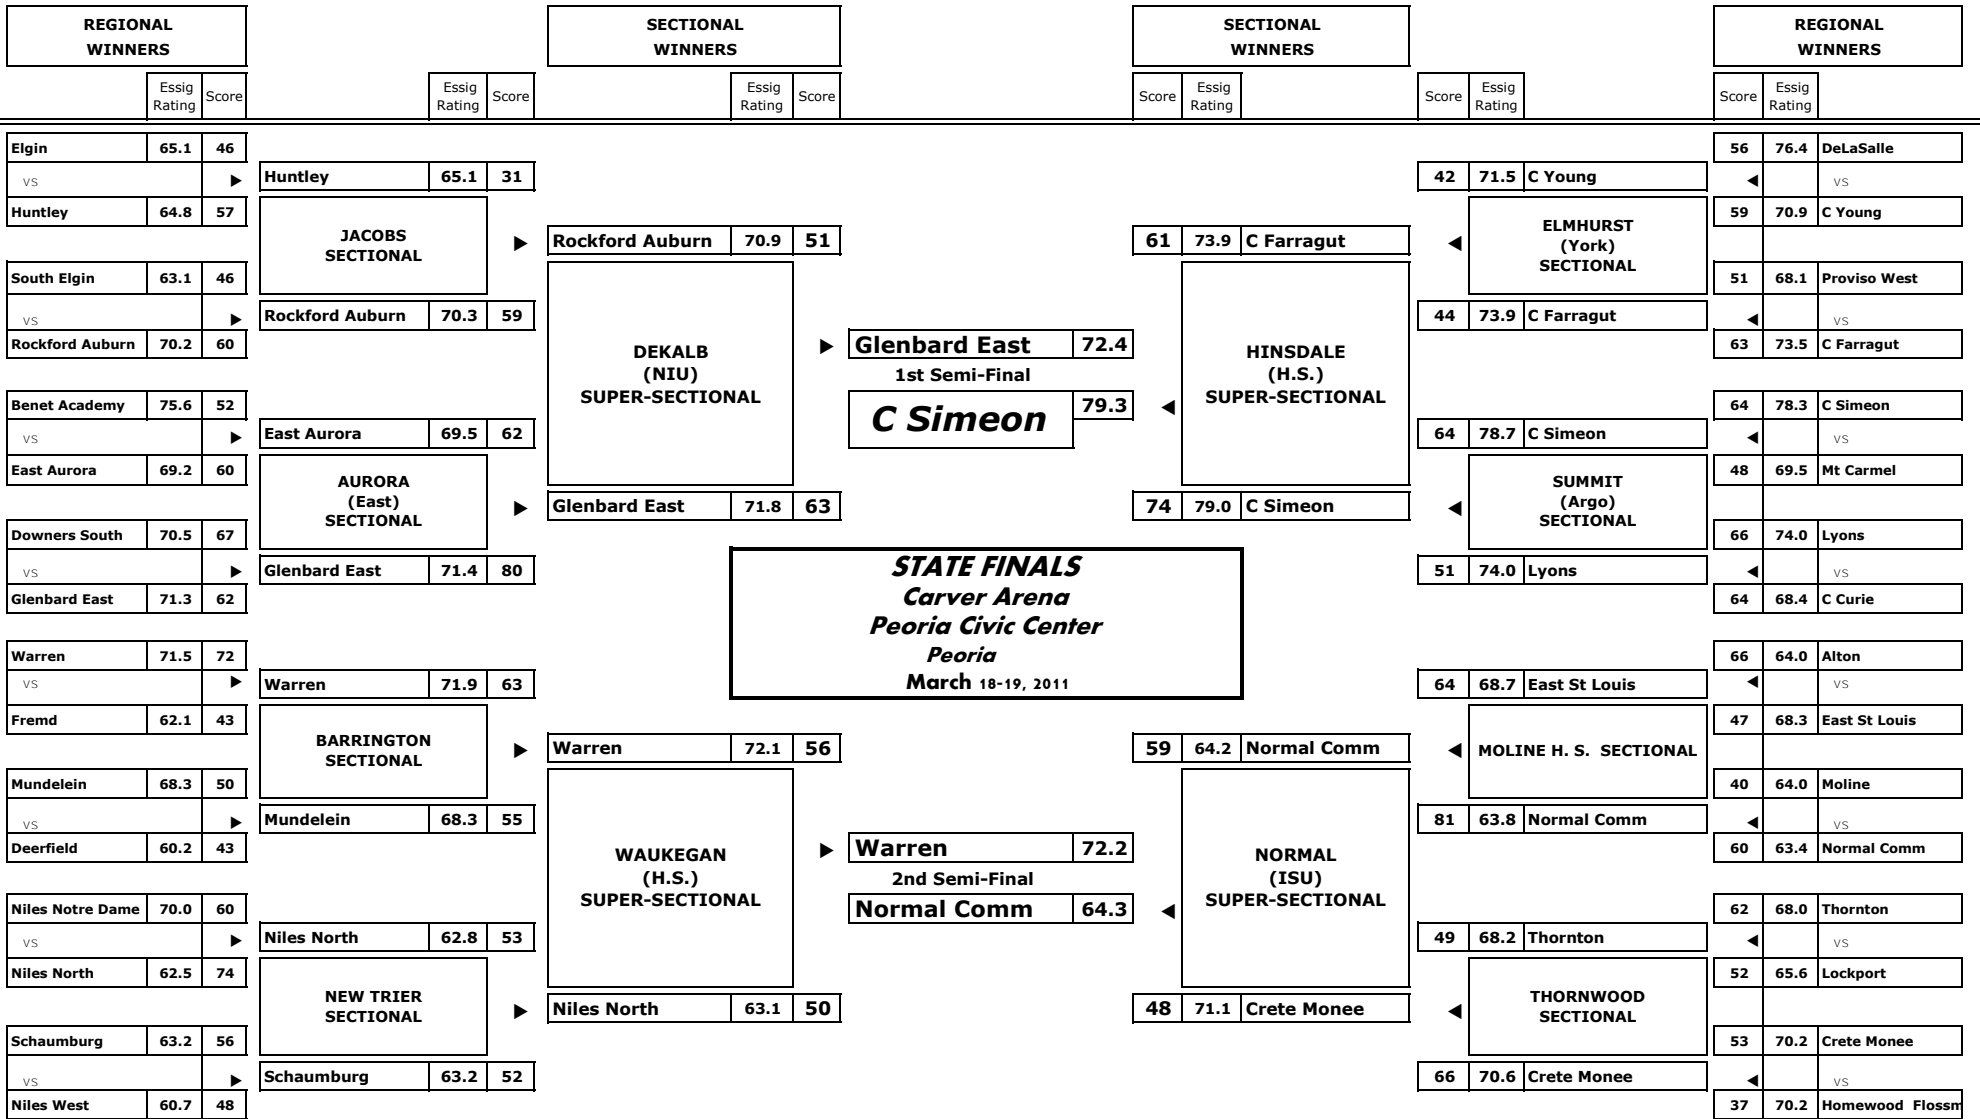 REGIONAL
WINNERS
SECTIONAL
WINNERS
SECTIONAL
WINNERS
REGIONAL
WINNERS
Essig Rating Score
Essig Rating Score
Essig Rating Score
Score Essig Rating
Score Essig Rating
Score Essig Rating
Elgin 65.1 46
vs ►
Huntley 64.8 57
South Elgin 63.1 46
vs ►
Rockford Auburn 70.2 60
Benet Academy 75.6 52
vs ►
East Aurora 69.2 60
Downers South 70.5 67
vs ►
Glenbard East 71.3 62
Warren 71.5 72
vs ►
Fremd 62.1 43
Mundelein 68.3 50
vs ►
Deerfield 60.2 43
Niles Notre Dame 70.0 60
vs ►
Niles North 62.5 74
Schaumburg 63.2 56
vs ►
Niles West 60.7 48
Huntley 65.1 31
JACOBS
SECTIONAL
►
Rockford Auburn 70.3 59
East Aurora 69.5 62
AURORA
(East)
SECTIONAL
►
Glenbard East 71.4 80
Warren 71.9 63
BARRINGTON
SECTIONAL
►
Mundelein 68.3 55
Niles North 62.8 53
NEW TRIER
SECTIONAL
►
Schaumburg 63.2 52
Rockford Auburn 70.9 51
DEKALB
(NIU)
SUPER-SECTIONAL
►
Glenbard East 71.8 63
Warren 72.1 56
WAUKEGAN
(H.S.)
SUPER-SECTIONAL
►
Niles North 63.1 50
Glenbard East 72.4
1st Semi-Final
C Simeon 79.3
STATE FINALS
Carver Arena
Peoria Civic Center
Peoria
March 18-19, 2011
Warren 72.2
2nd Semi-Final
Normal Comm 64.3
61 73.9 C Farragut
HINSDALE
(H.S.)
SUPER-SECTIONAL
◄
74 79.0 C Simeon
59 64.2 Normal Comm
NORMAL
(ISU)
SUPER-SECTIONAL
◄
48 71.1 Crete Monee
42 71.5 C Young
ELMHURST
(York)
SECTIONAL
◄
44 73.9 C Farragut
64 78.7 C Simeon
SUMMIT
(Argo)
SECTIONAL
◄
51 74.0 Lyons
64 68.7 East St Louis
MOLINE H. S. SECTIONAL
◄
81 63.8 Normal Comm
49 68.2 Thornton
THORNWOOD
SECTIONAL
◄
66 70.6 Crete Monee
56 76.4 DeLaSalle
◄ vs
59 70.9 C Young
51 68.1 Proviso West
◄ vs
63 73.5 C Farragut
64 78.3 C Simeon
◄ vs
48 69.5 Mt Carmel
66 74.0 Lyons
◄ vs
64 68.4 C Curie
66 64.0 Alton
◄ vs
47 68.3 East St Louis
40 64.0 Moline
◄ vs
60 63.4 Normal Comm
62 68.0 Thornton
◄ vs
52 65.6 Lockport
53 70.2 Crete Monee
◄ vs
37 70.2 Homewood Flossm